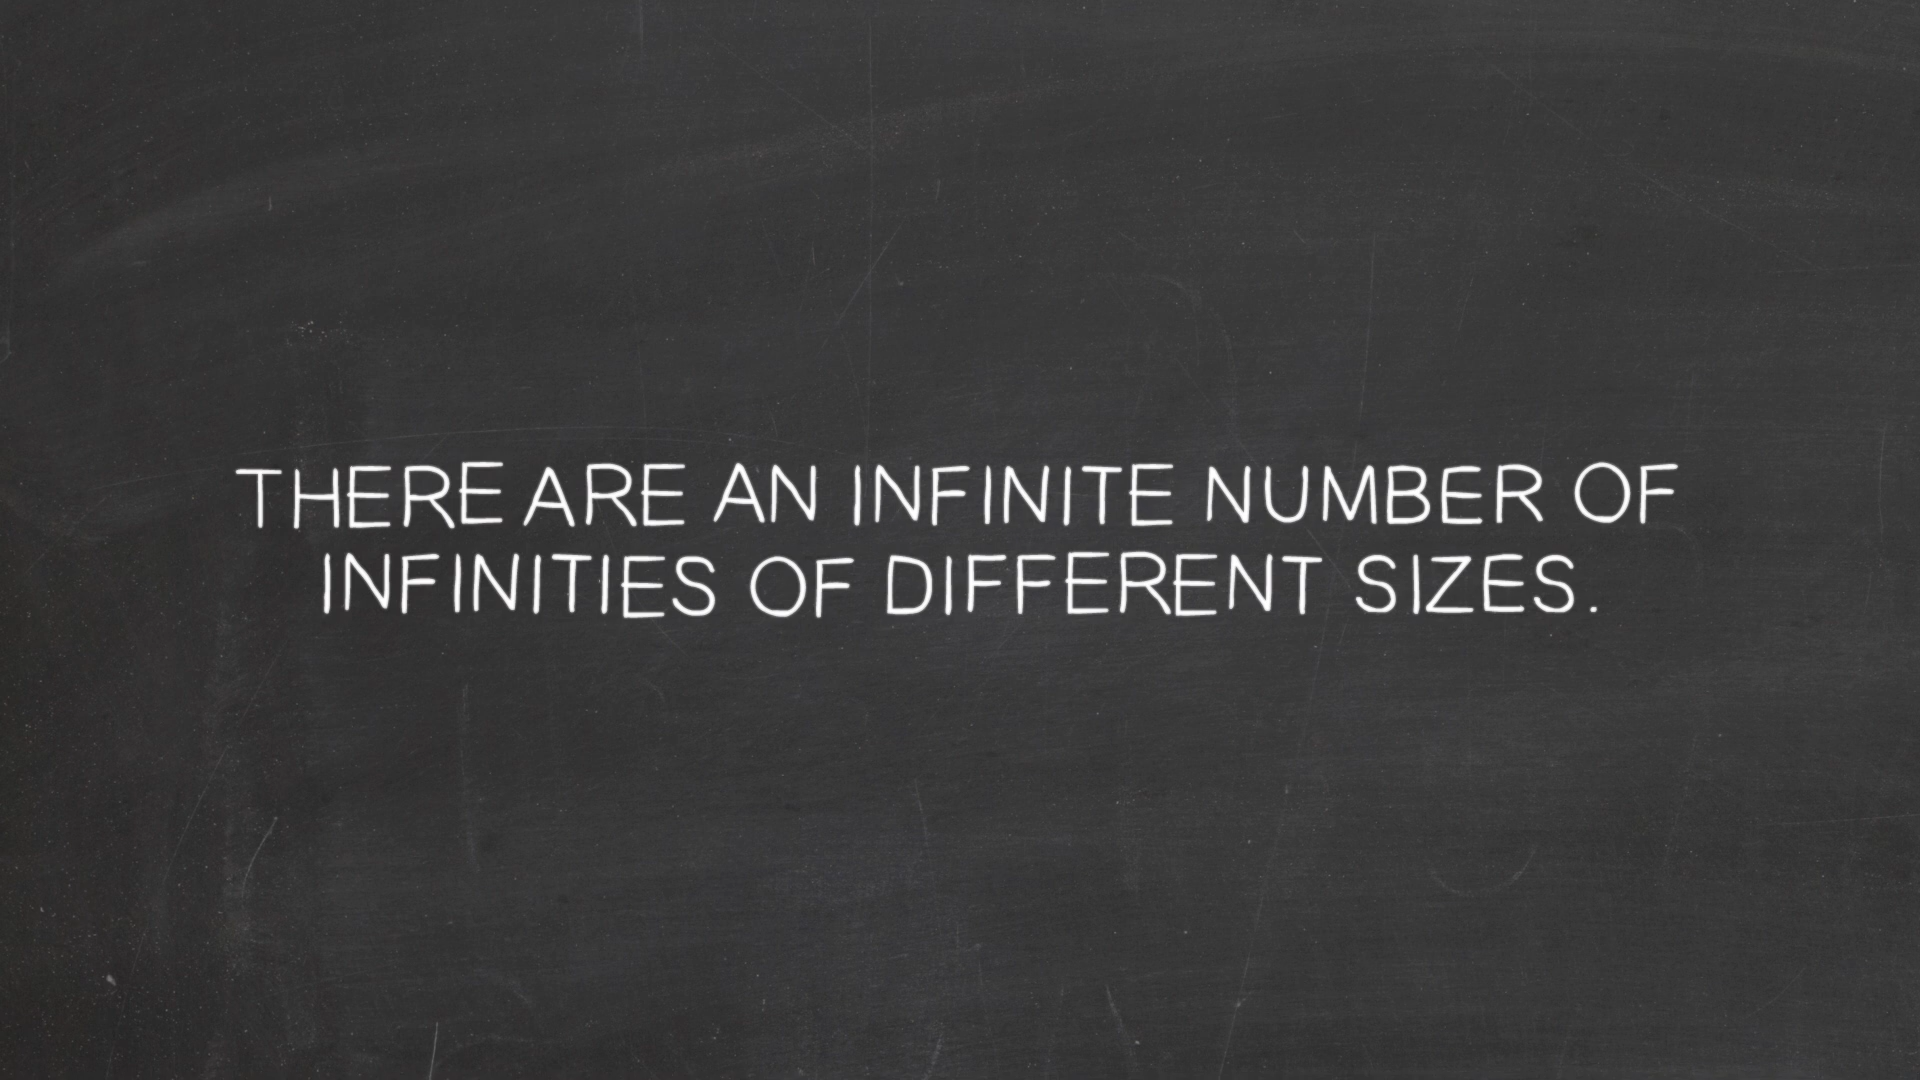 THERE ARE AN INFINITE NUMBER OF
INFINITIES OF DIFFERENT SIZES.